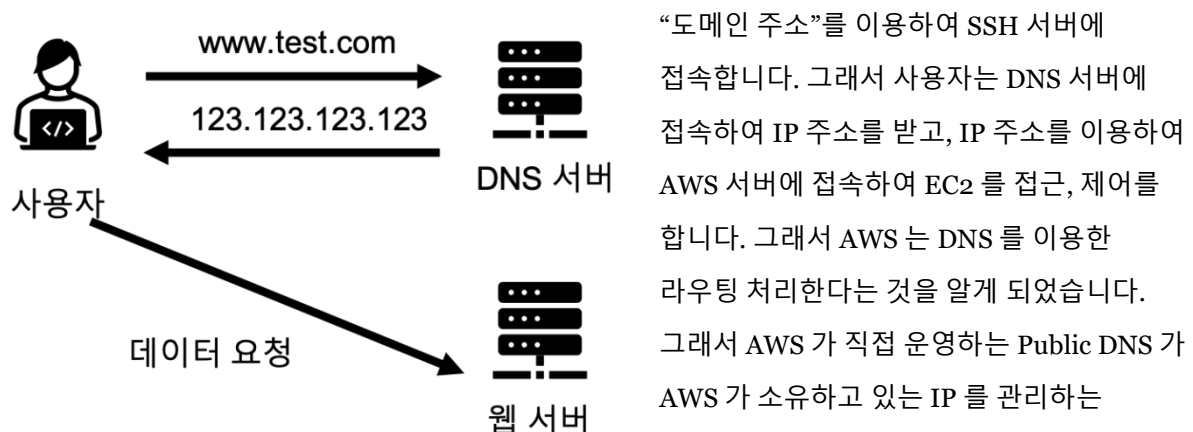 www.test.com
123.123.123.123
</>
사용자
DNS 서버
데이터 요청
웹 서버
“도메인 주소”를 이용하여 SSH 서버에
접속합니다. 그래서 사용자는 DNS 서버에
접속하여 IP 주소를 받고, IP 주소를 이용하여
AWS 서버에 접속하여 EC2 를 접근, 제어를
합니다. 그래서 AWS 는 DNS 를 이용한
라우팅 처리한다는 것을 알게 되었습니다.
그래서 AWS 가 직접 운영하는 Public DNS 가
AWS 가 소유하고 있는 IP 를 관리하는